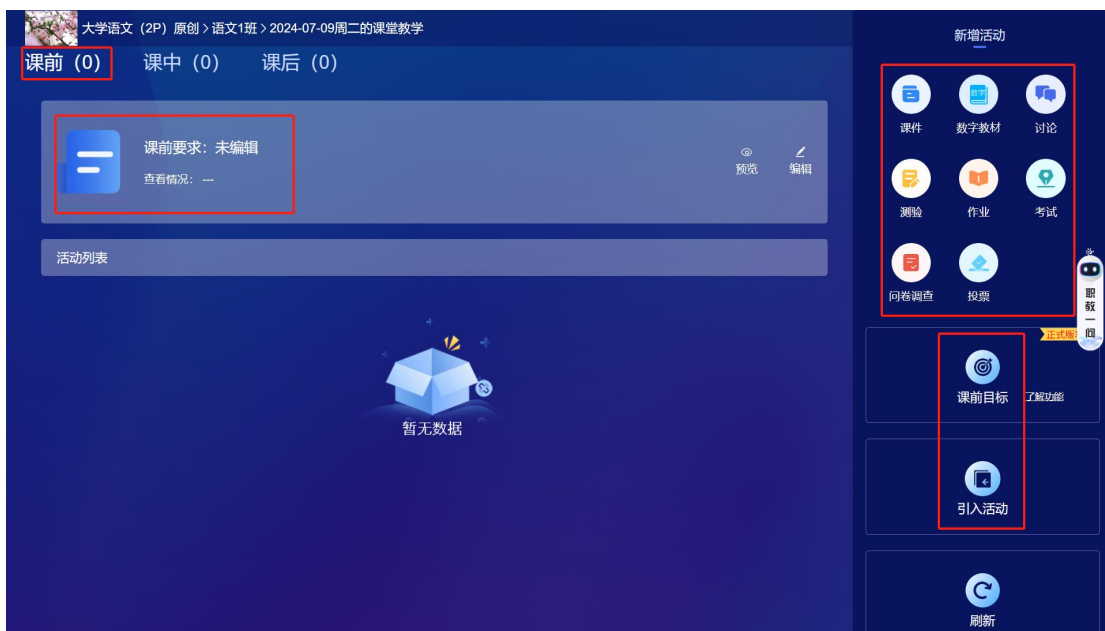 大学语文（2P）原创 > 语文1班 > 2024-07-09周二的课堂教学
课前（0） 课中（0） 课后（0）
课前要求：未编辑
查看情况： ---
预览 编辑
活动列表
暂无数据
新增活动
课件 数字教材 讨论
测验 作业 考试
问卷调查 投票
职教一问
正式版
课前目标 了解功能
引入活动
刷新